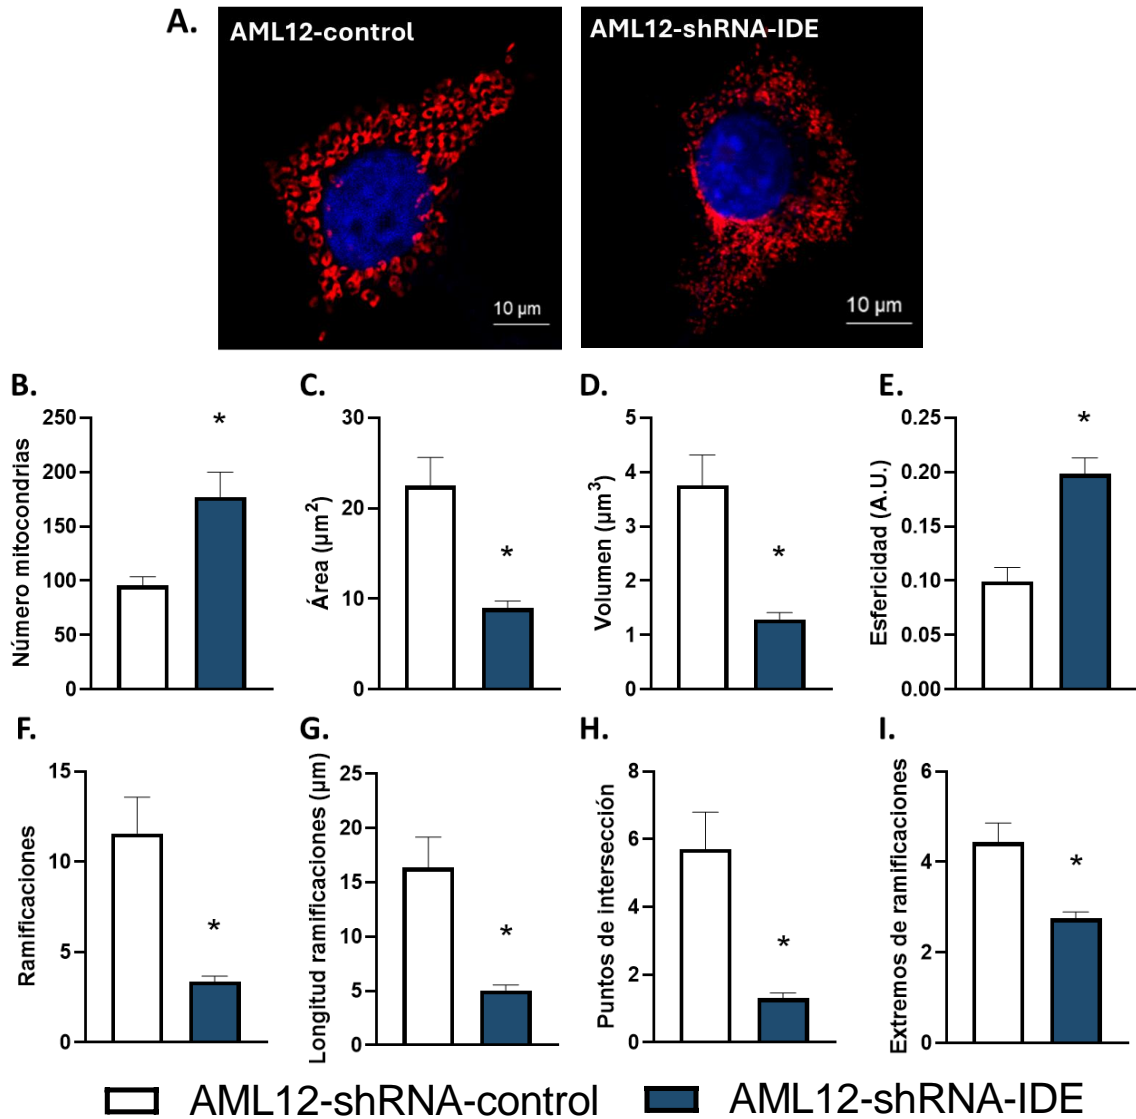 A.
AML12-control
AML12-shRNA-IDE
10 µm
10 µm
B.
C.
D.
E.
Número mitocondrias
250
200
150
100
50
0
*
Área (µm²)
30
20
10
0
*
Volumen (µm³)
5
4
3
2
1
0
*
Esfericidad (A.U.)
0.25
0.20
0.15
0.10
0.05
0.00
*
F.
G.
H.
I.
Ramificaciones
15
10
5
0
*
Longitud ramificaciones (µm)
25
20
15
10
5
0
*
Puntos de intersección
8
6
4
2
0
*
Extremos de ramificaciones
6
4
2
0
*
AML12-shRNA-control
AML12-shRNA-IDE